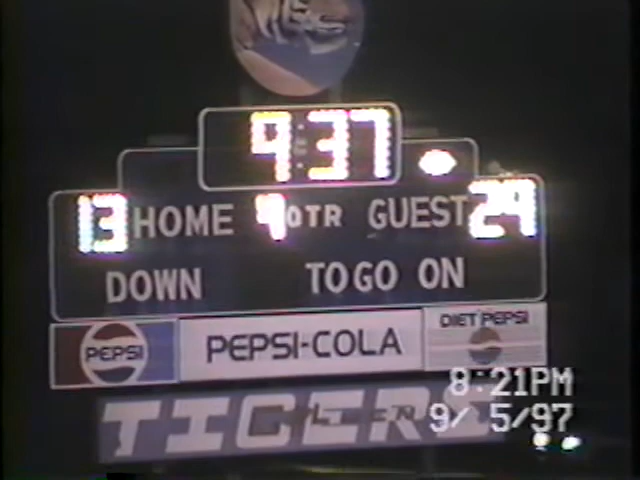 9:37
13 HOME 4 QTR GUEST 29
DOWN TO GO ON
PEPSI PEPSI-COLA DIET PEPSI
TIGERS
8:21PM
9/ 5/97